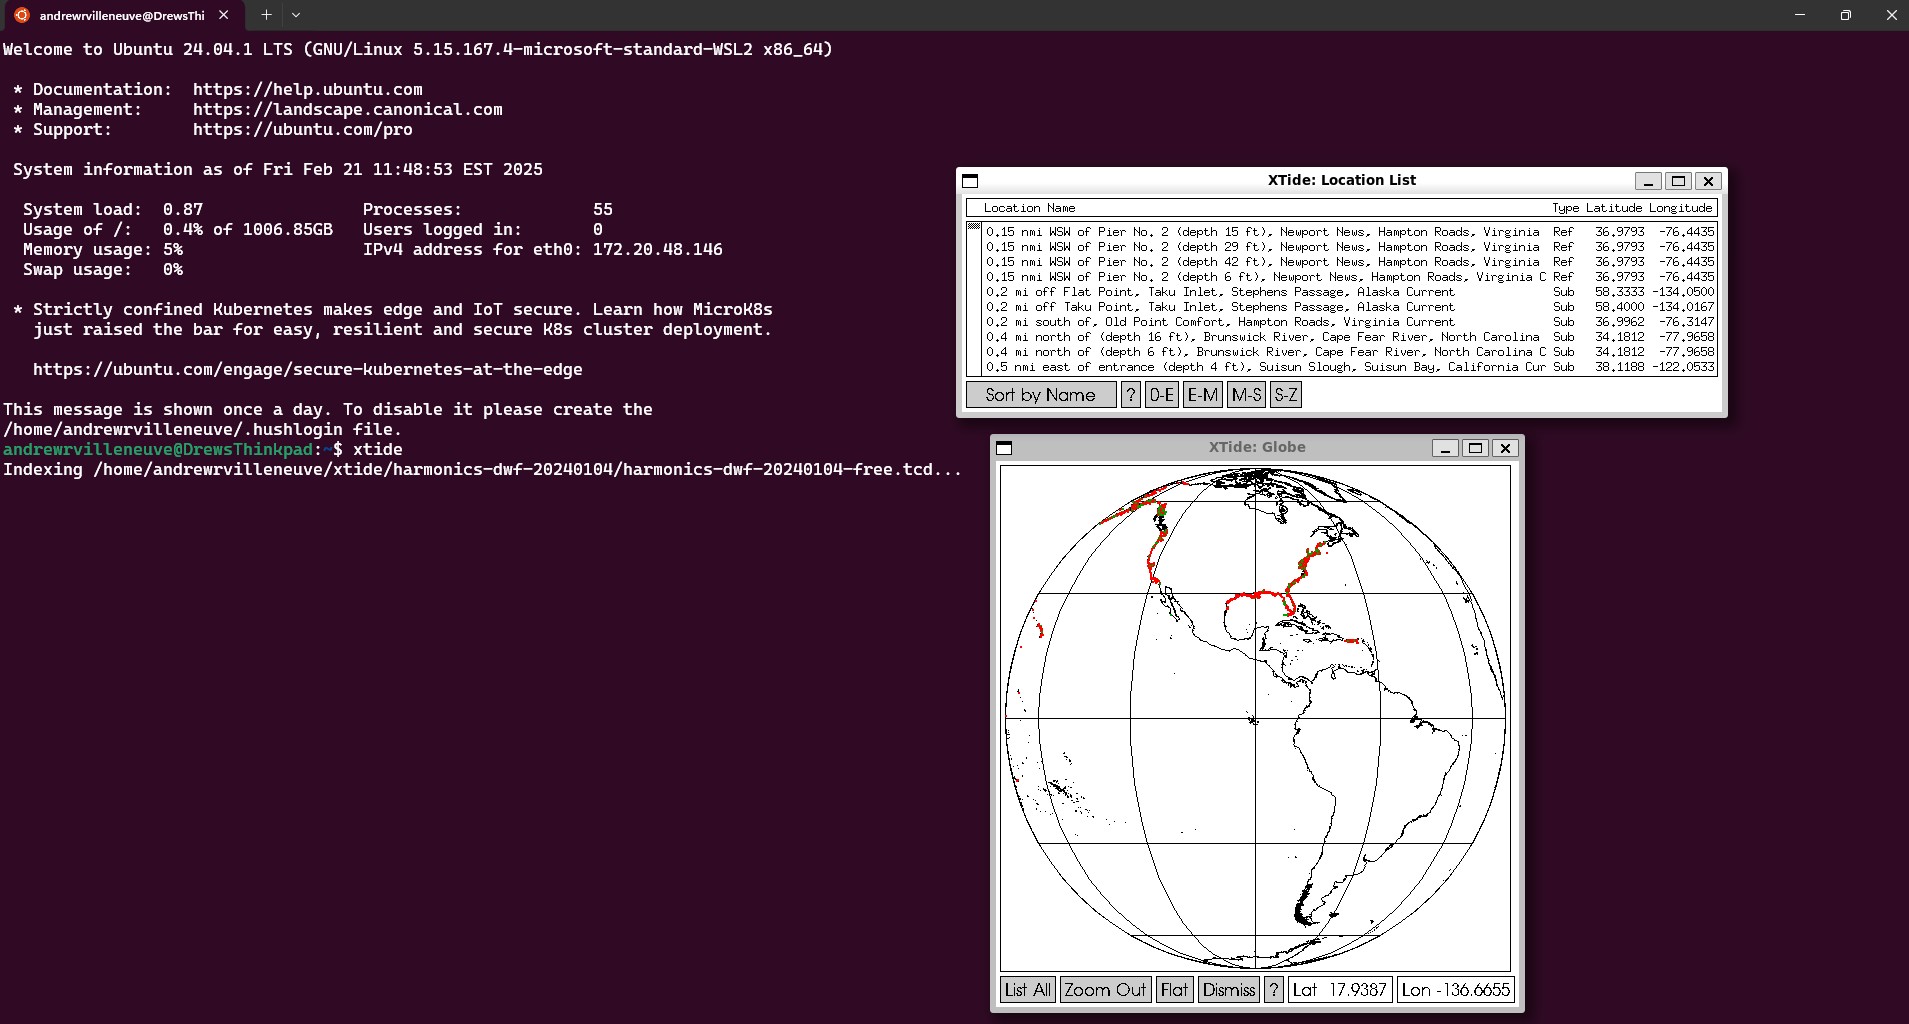 andrewrvilleneuve@DrewsThi
Welcome to Ubuntu 24.04.1 LTS (GNU/Linux 5.15.167.4-microsoft-standard-WSL2 x86_64)
* Documentation:  https://help.ubuntu.com
* Management:     https://landscape.canonical.com
* Support:        https://ubuntu.com/pro
System information as of Fri Feb 21 11:48:53 EST 2025
System load:  0.87                Processes:             55
Usage of /:   0.4% of 1006.85GB   Users logged in:       0
Memory usage: 5%                  IPv4 address for eth0: 172.20.48.146
Swap usage:   0%
* Strictly confined Kubernetes makes edge and IoT secure. Learn how MicroK8s
just raised the bar for easy, resilient and secure K8s cluster deployment.
https://ubuntu.com/engage/secure-kubernetes-at-the-edge
This message is shown once a day. To disable it please create the
/home/andrewrvilleneuve/.hushlogin file.
andrewrvilleneuve@DrewsThinkpad:~$ xtide
Indexing /home/andrewrvilleneuve/xtide/harmonics-dwf-20240104/harmonics-dwf-20240104-free.tcd...
XTide: Location List
Location Name Type Latitude Longitude
0.15 nmi WSW of Pier No. 2 (depth 15 ft), Newport News, Hampton Roads, Virginia Ref 36.9793 -76.4435
0.15 nmi WSW of Pier No. 2 (depth 29 ft), Newport News, Hampton Roads, Virginia Ref 36.9793 -76.4435
0.15 nmi WSW of Pier No. 2 (depth 42 ft), Newport News, Hampton Roads, Virginia Ref 36.9793 -76.4435
0.15 nmi WSW of Pier No. 2 (depth 6 ft), Newport News, Hampton Roads, Virginia C Ref 36.9793 -76.4435
0.2 mi off Flat Point, Taku Inlet, Stephens Passage, Alaska Current Sub 58.3333 -134.0500
0.2 mi off Taku Point, Taku Inlet, Stephens Passage, Alaska Current Sub 58.4000 -134.0167
0.2 mi south of, Old Point Comfort, Hampton Roads, Virginia Current Sub 36.9962 -76.3147
0.4 mi north of (depth 16 ft), Brunswick River, Cape Fear River, North Carolina Sub 34.1812 -77.9658
0.4 mi north of (depth 6 ft), Brunswick River, Cape Fear River, North Carolina C Sub 34.1812 -77.9658
0.5 nmi east of entrance (depth 4 ft), Suisun Slough, Suisun Bay, California Cur Sub 38.1188 -122.0533
Sort by Name ? 0-E E-M M-S S-Z
XTide: Globe
List All Zoom Out Flat Dismiss ? Lat 17.9387 Lon -136.6655